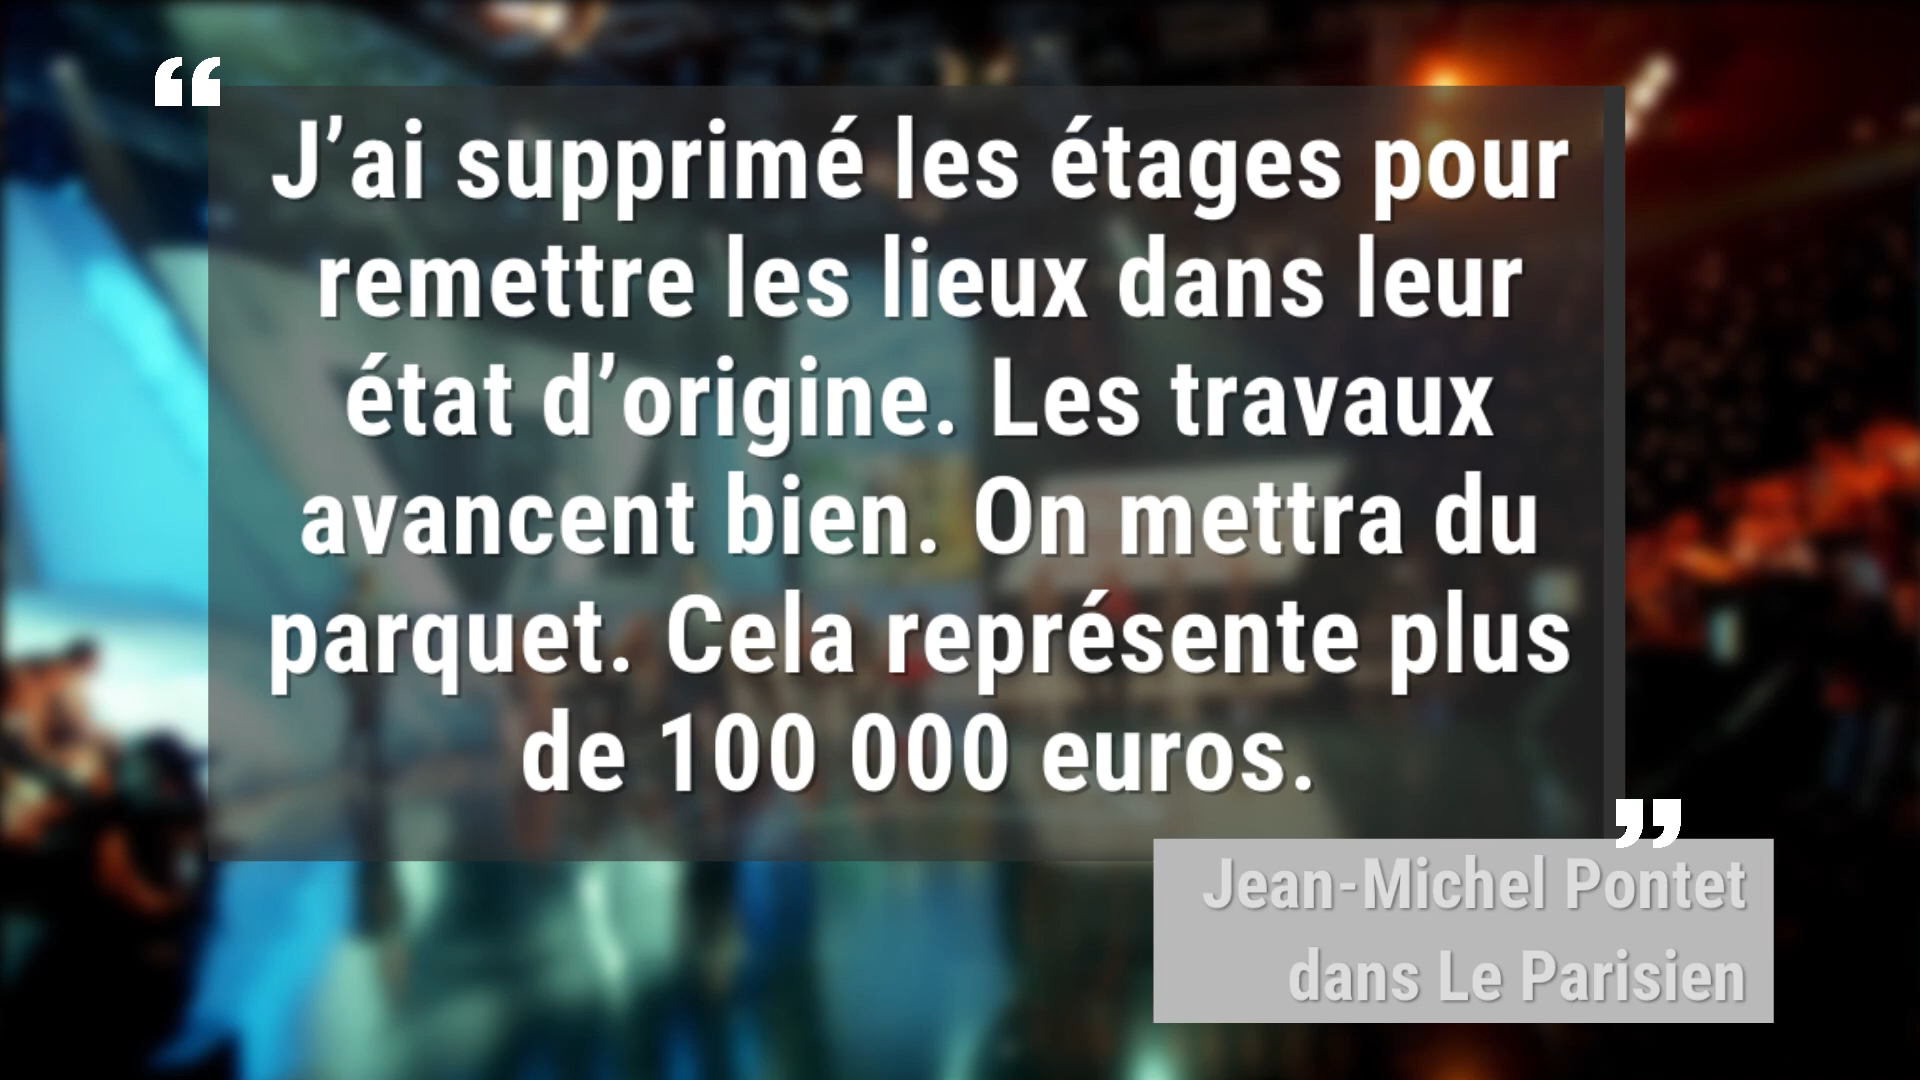 “
J’ai supprimé les étages pour
remettre les lieux dans leur
état d’origine. Les travaux
avancent bien. On mettra du
parquet. Cela représente plus
de 100 000 euros.
”
Jean-Michel Pontet
dans Le Parisien